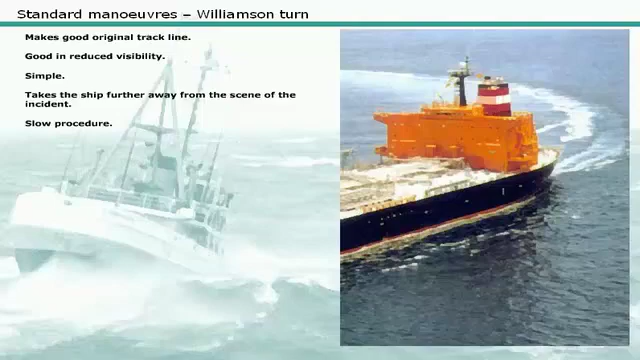 Standard manoeuvres – Williamson turn
Makes good original track line.
Good in reduced visibility.
Simple.
Takes the ship further away from the scene of the
incident.
Slow procedure.